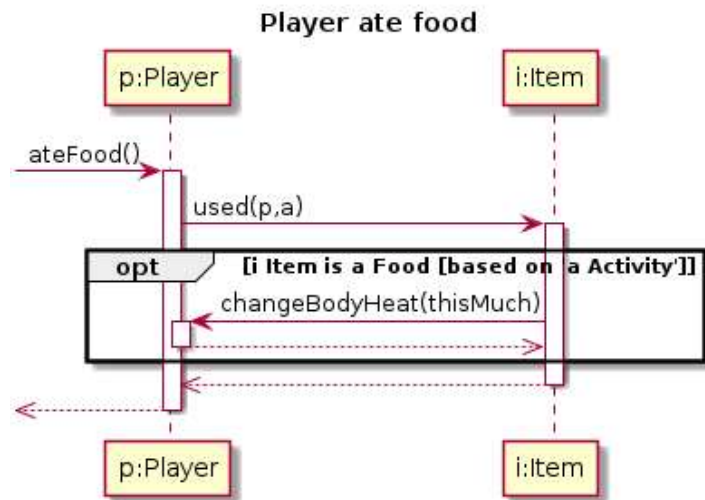 Player ate food
p:Player
i:Item
ateFood()
used(p,a)
opt
[i Item is a Food [based on 'a Activity']]
changeBodyHeat(thisMuch)
p:Player
i:Item